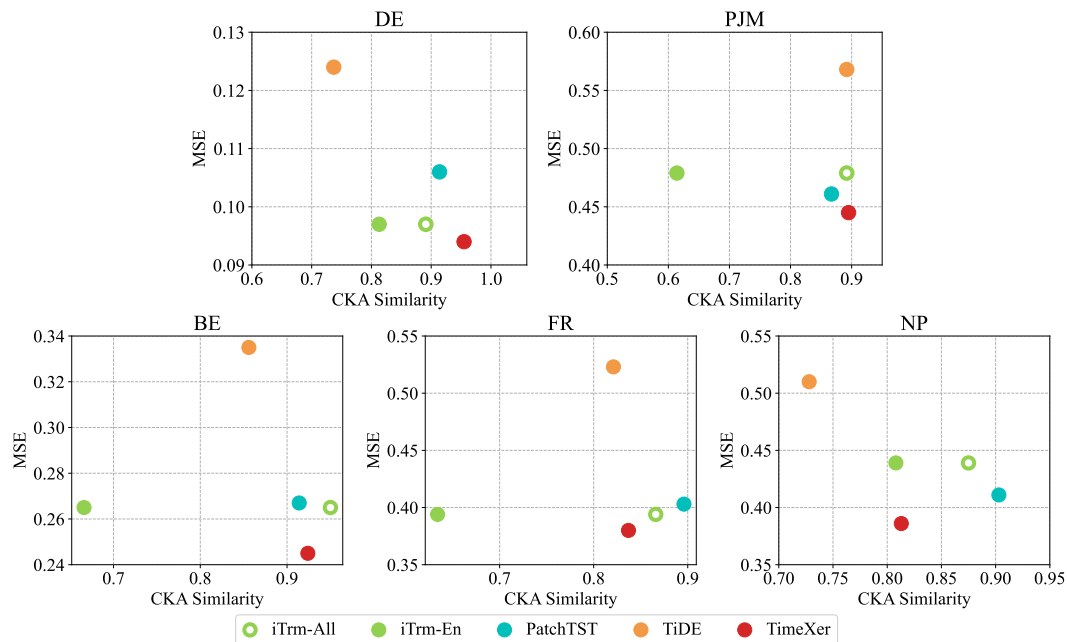 DE
0.13
0.12
0.11
0.10
0.09
MSE
0.6 0.7 0.8 0.9 1.0
CKA Similarity
PJM
0.60
0.55
0.50
0.45
0.40
MSE
0.5 0.6 0.7 0.8 0.9
CKA Similarity
BE
0.34
0.32
0.30
0.28
0.26
0.24
MSE
0.7 0.8 0.9
CKA Similarity
FR
0.55
0.50
0.45
0.40
0.35
MSE
0.7 0.8 0.9
CKA Similarity
NP
0.55
0.50
0.45
0.40
0.35
MSE
0.70 0.75 0.80 0.85 0.90 0.95
CKA Similarity
iTrm-All iTrm-En PatchTST TiDE TimeXer